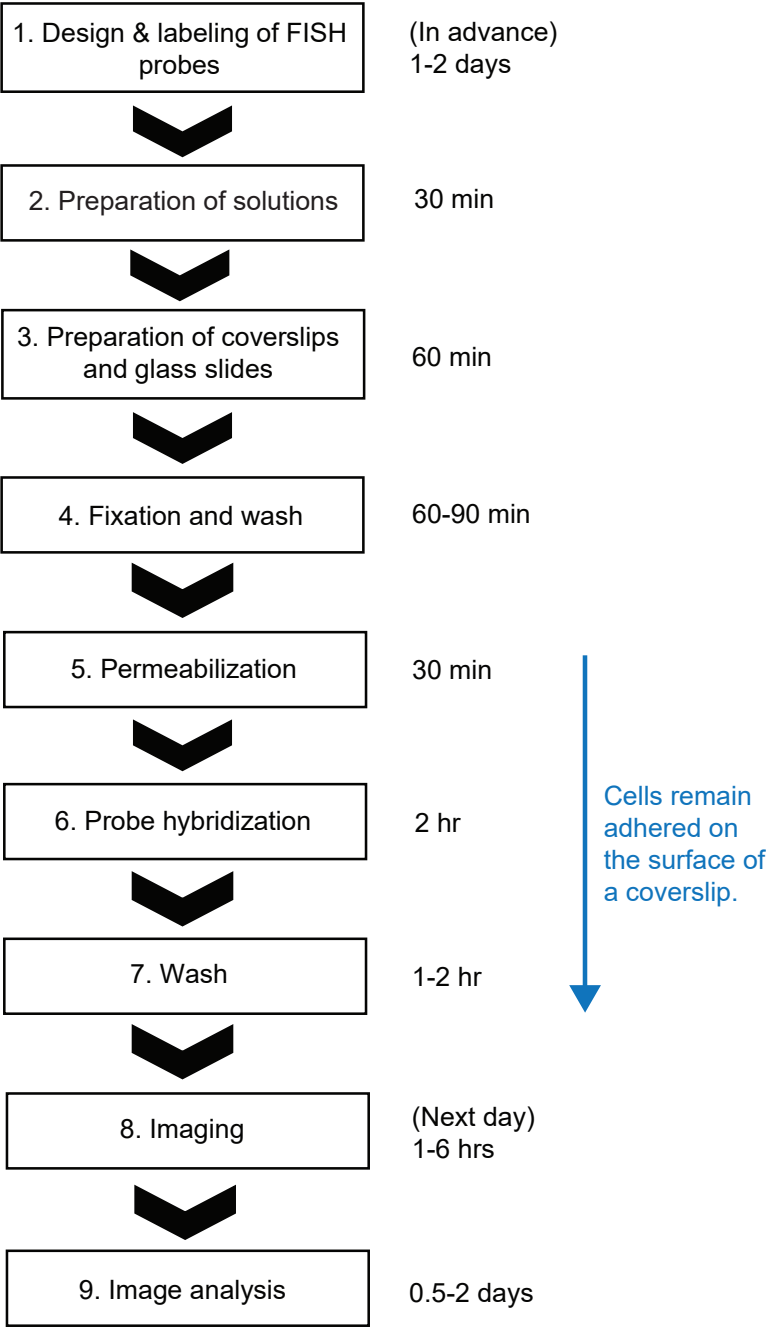 1. Design & labeling of FISH
probes
(In advance)
1-2 days
2. Preparation of solutions
30 min
3. Preparation of coverslips
and glass slides
60 min
4. Fixation and wash
60-90 min
5. Permeabilization
30 min
6. Probe hybridization
2 hr
Cells remain
adhered on
the surface of
a coverslip.
7. Wash
1-2 hr
8. Imaging
(Next day)
1-6 hrs
9. Image analysis
0.5-2 days